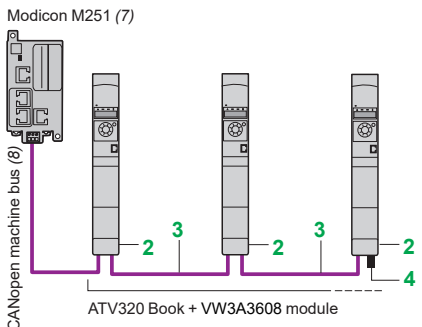 Modicon M251 (7)
CANopen machine bus (8)
2
3
2
3
2
4
ATV320 Book + VW3A3608 module